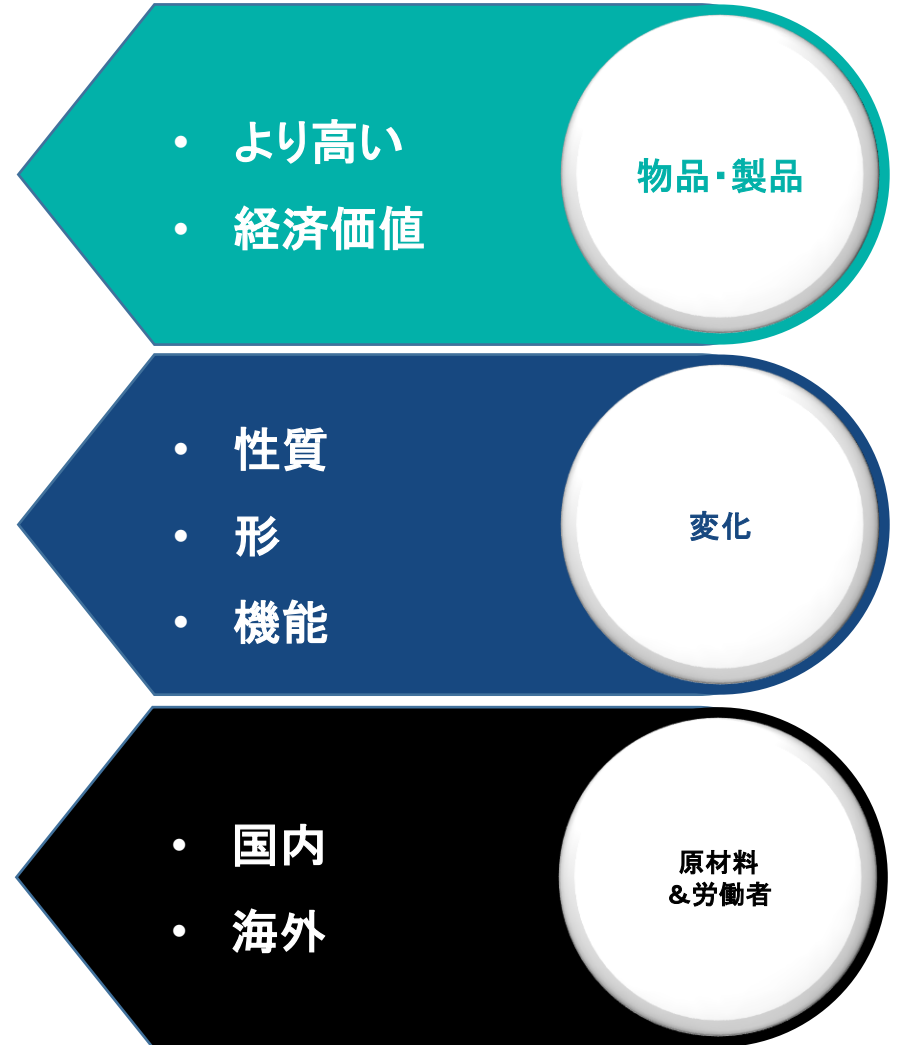 • より高い
• 経済価値
物品・製品
• 性質
• 形
• 機能
変化
• 国内
• 海外
原材料
&労働者